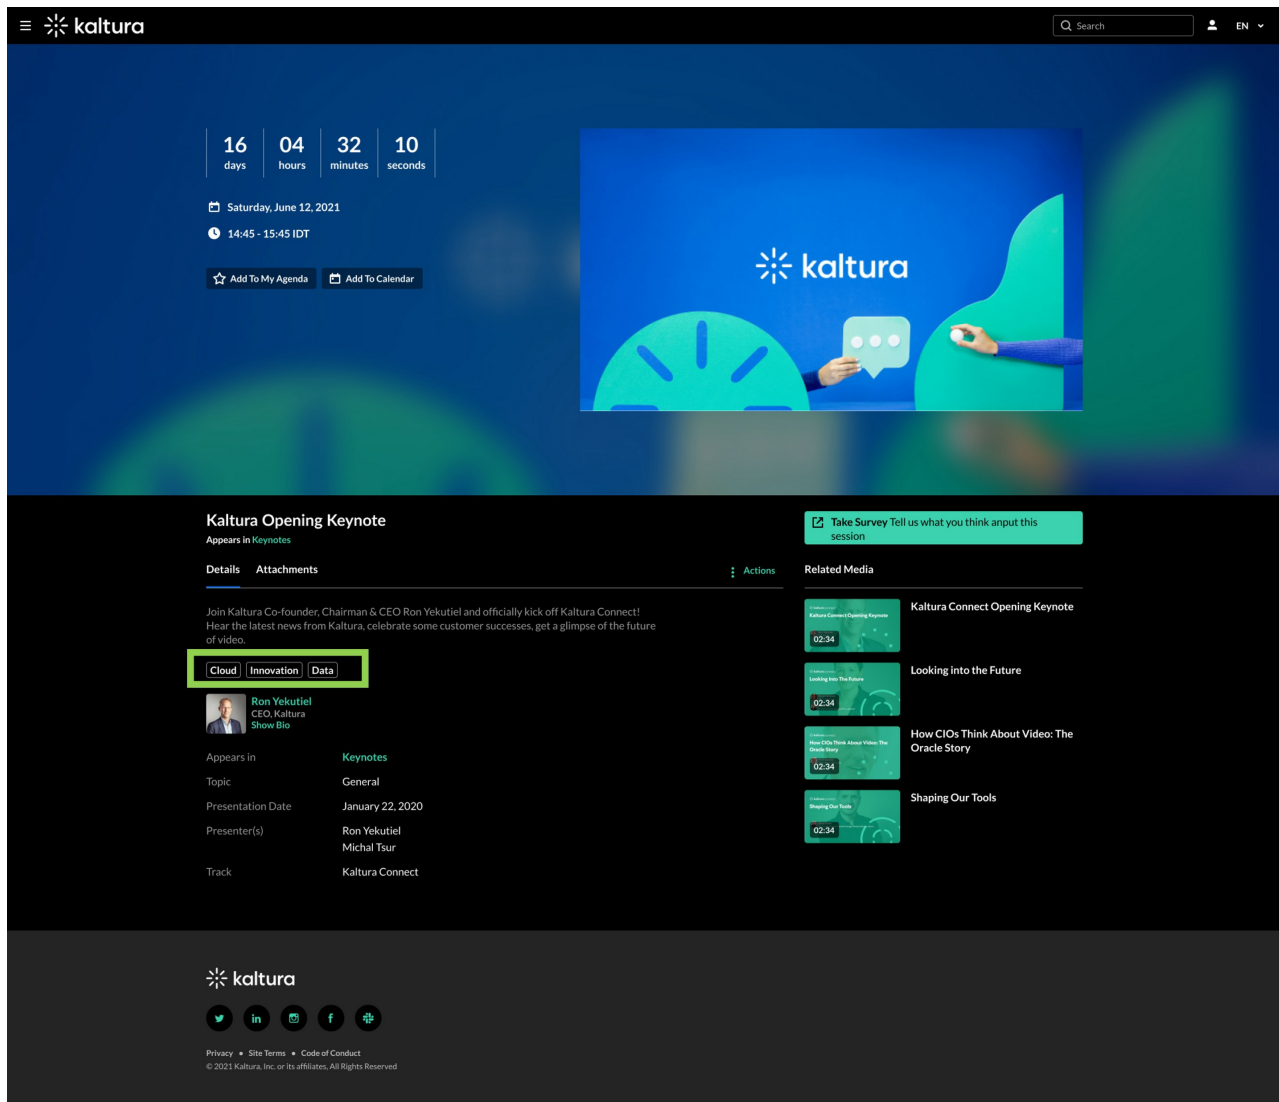 kaltura
Search
EN
16 04 32 10
days hours minutes seconds
Saturday, June 12, 2021
14:45 - 15:45 IDT
Add To My Agenda
Add To Calendar
kaltura
Kaltura Opening Keynote
Appears in Keynotes
Details Attachments
Actions
Join Kaltura Co-founder, Chairman & CEO Ron Yekutiel and officially kick off Kaltura Connect!
Hear the latest news from Kaltura, celebrate some customer successes, get a glimpse of the future
of video.
Cloud Innovation Data
Ron Yekutiel
CEO, Kaltura
Show Bio
Appears in Keynotes
Topic General
Presentation Date January 22, 2020
Presenter(s) Ron Yekutiel
Michal Tsur
Track Kaltura Connect
Take Survey Tell us what you think anput this
session
Related Media
Kaltura Connect Opening Keynote
02:34
Kaltura Connect Opening Keynote
Looking Into The Future
02:34
Looking into the Future
How CIOs Think About Video: The
Oracle Story
02:34
How CIOs Think About Video: The
Oracle Story
Shaping Our Tools
02:34
Shaping Our Tools
kaltura
Privacy • Site Terms • Code of Conduct
© 2021 Kaltura, Inc. or its affiliates, All Rights Reserved